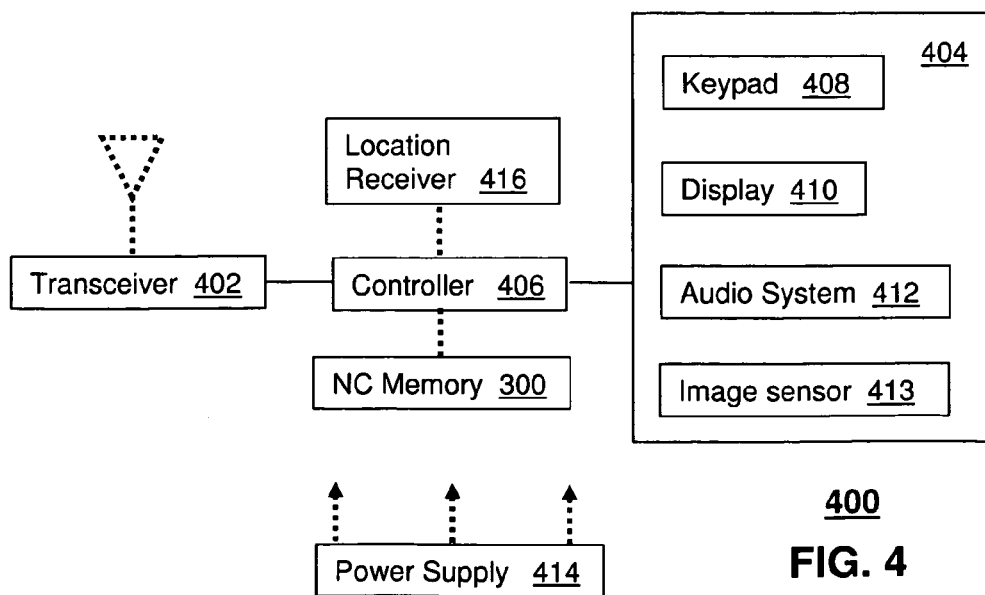 404
Keypad 408
Location
Receiver 416
Display 410
Transceiver 402
Controller 406
Audio System 412
NC Memory 300
Image sensor 413
400
Power Supply 414
FIG. 4